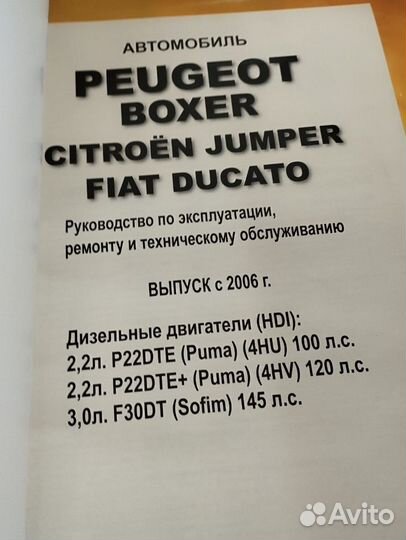 АВТОМОБИЛЬ
PEUGEOT
BOXER
CITROËN JUMPER
FIAT DUCATO
Руководство по эксплуатации,
ремонту и техническому обслуживанию
ВЫПУСК с 2006 г.
Дизельные двигатели (HDI):
2,2л. P22DTE (Puma) (4HU) 100 л.с.
2,2л. P22DTE+ (Puma) (4HV) 120 л.с.
3,0л. F30DT (Sofim) 145 л.с.
Avito